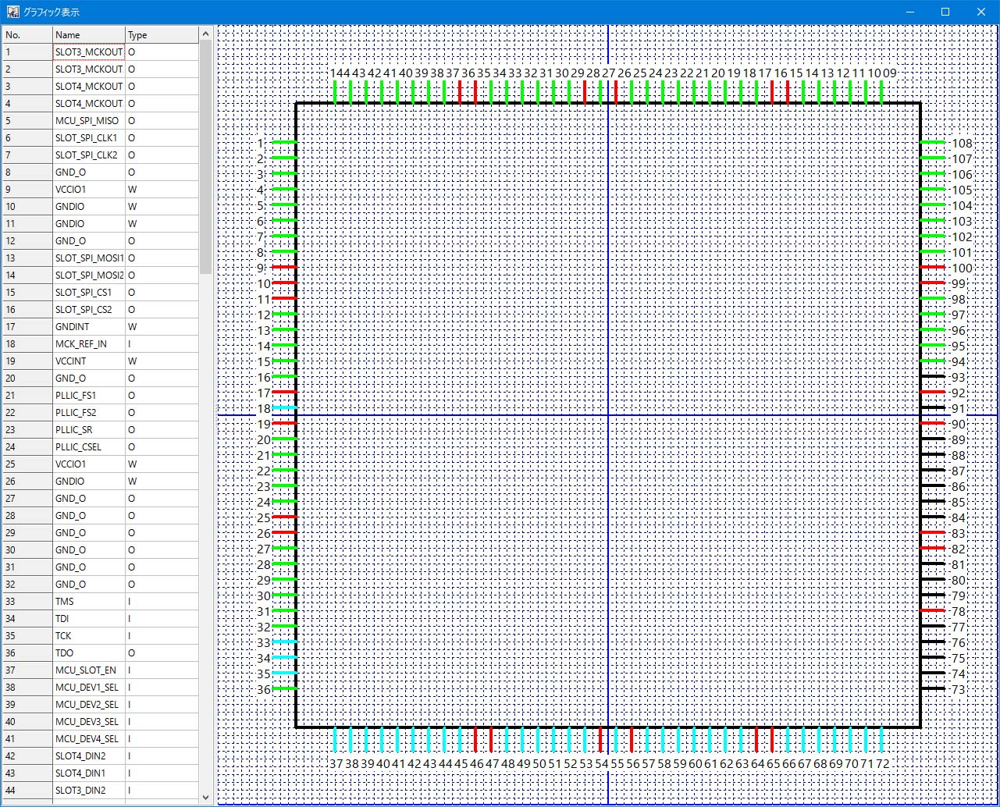 グラフィック表示
No. Name Type
1 SLOT3_MCKOUT O
2 SLOT3_MCKOUT O
3 SLOT4_MCKOUT O
4 SLOT4_MCKOUT O
5 MCU_SPI_MISO O
6 SLOT_SPI_CLK1 O
7 SLOT_SPI_CLK2 O
8 GND_O O
9 VCCIO1 W
10 GNDIO W
11 GNDIO W
12 GND_O O
13 SLOT_SPI_MOSI1 O
14 SLOT_SPI_MOSI2 O
15 SLOT_SPI_CS1 O
16 SLOT_SPI_CS2 O
17 GNDINT W
18 MCK_REF_IN I
19 VCCINT W
20 GND_O O
21 PLLIC_FS1 O
22 PLLIC_FS2 O
23 PLLIC_SR O
24 PLLIC_CSEL O
25 VCCIO1 W
26 GNDIO W
27 GND_O O
28 GND_O O
29 GND_O O
30 GND_O O
31 GND_O O
32 GND_O O
33 TMS I
34 TDI I
35 TCK I
36 TDO O
37 MCU_SLOT_EN I
38 MCU_DEV1_SEL I
39 MCU_DEV2_SEL I
40 MCU_DEV3_SEL I
41 MCU_DEV4_SEL I
42 SLOT4_DIN2 I
43 SLOT4_DIN1 I
44 SLOT3_DIN2 I
144 43 42 41 40 39 38 37 36 35 34 33 32 31 30 29 28 27 26 25 24 23 22 21 20 19 18 17 16 15 14 13 12 11 10 09
1
2
3
4
5
6
7
8
9
10
11
12
13
14
15
16
17
18
19
20
21
22
23
24
25
26
27
28
29
30
31
32
33
34
35
36
108
107
106
105
104
103
102
101
100
99
98
97
96
95
94
93
92
91
90
89
88
87
86
85
84
83
82
81
80
79
78
77
76
75
74
73
37 38 39 40 41 42 43 44 45 46 47 48 49 50 51 52 53 54 55 56 57 58 59 60 61 62 63 64 65 66 67 68 69 70 71 72